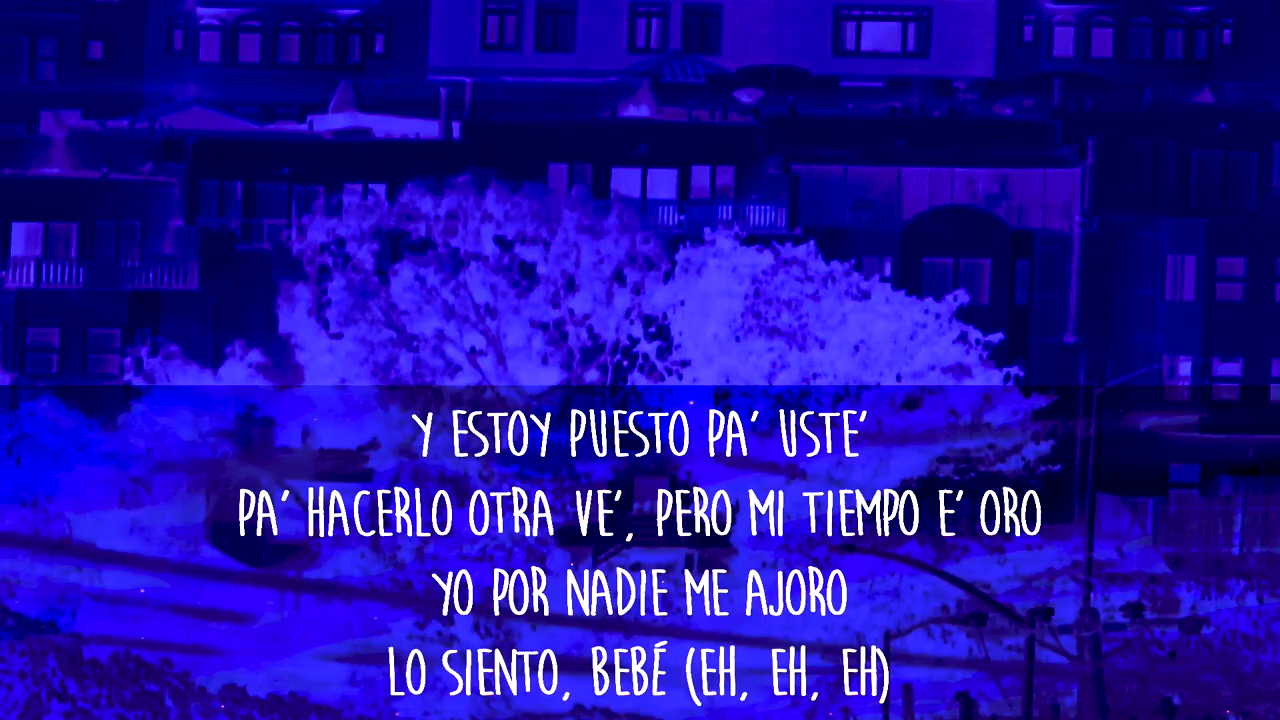 Y ESTOY PUESTO PA' USTE'
PA' HACERLO OTRA VE', PERO MI TIEMPO E' ORO
YO POR NADIE ME AJORO
LO SIENTO, BEBÉ (EH, EH, EH)